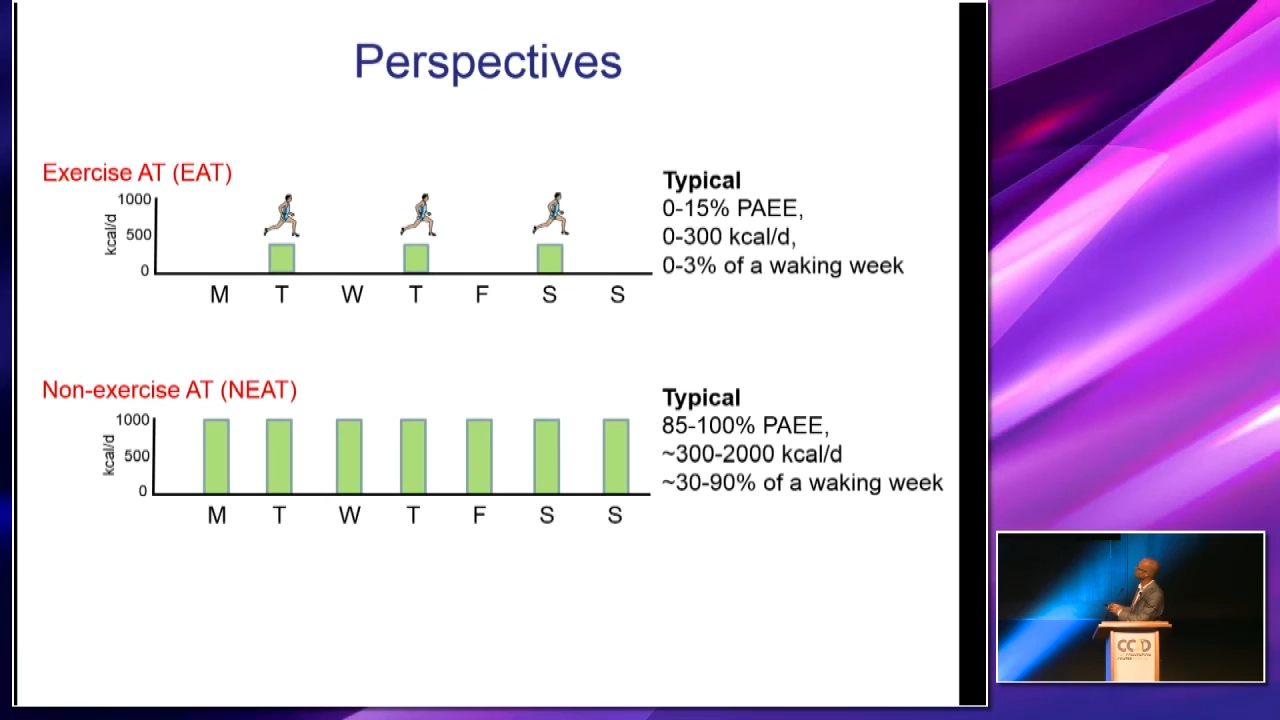 Perspectives
Exercise AT (EAT)
1000
500
0
kcal/d
M T W T F S S
Typical
0-15% PAEE,
0-300 kcal/d,
0-3% of a waking week
Non-exercise AT (NEAT)
1000
500
0
kcal/d
M T W T F S S
Typical
85-100% PAEE,
~300-2000 kcal/d
~30-90% of a waking week